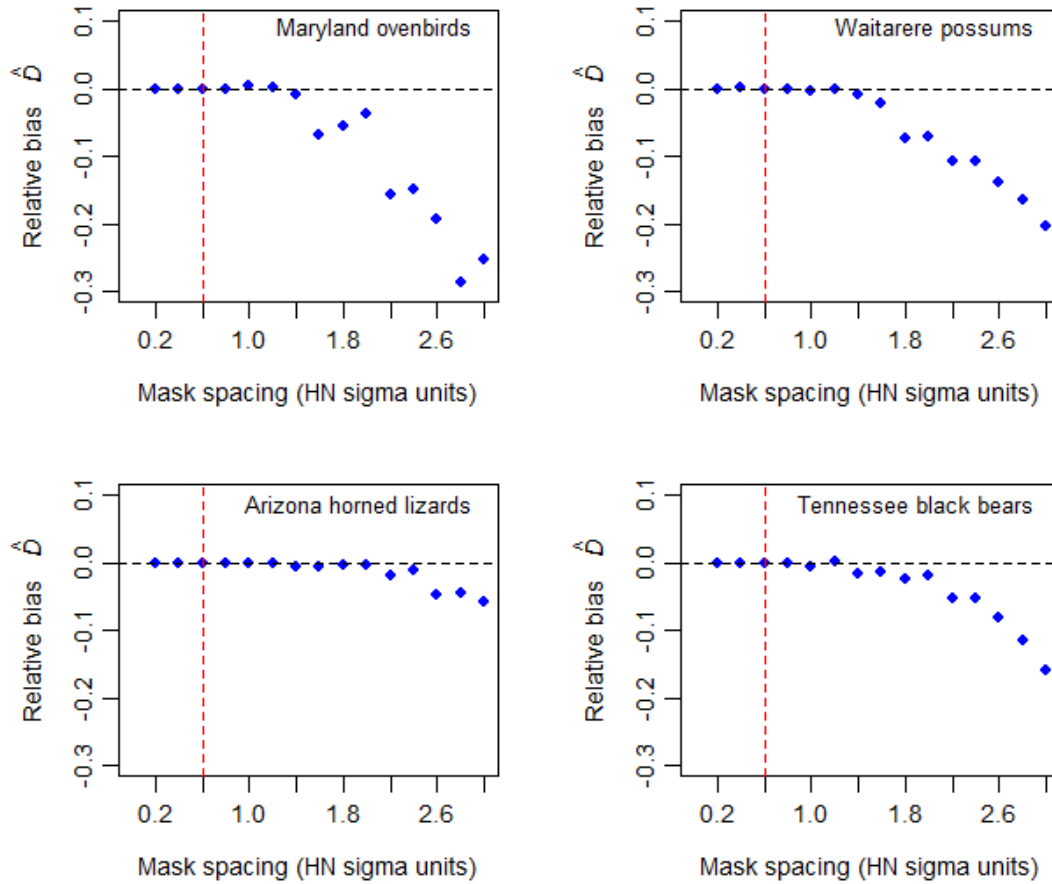 Maryland ovenbirds
Relative bias D̂
0.1
0.0
-0.1
-0.2
-0.3
0.2 1.0 1.8 2.6
Mask spacing (HN sigma units)
Waitarere possums
Relative bias D̂
0.1
0.0
-0.1
-0.2
-0.3
0.2 1.0 1.8 2.6
Mask spacing (HN sigma units)
Arizona horned lizards
Relative bias D̂
0.1
0.0
-0.1
-0.2
-0.3
0.2 1.0 1.8 2.6
Mask spacing (HN sigma units)
Tennessee black bears
Relative bias D̂
0.1
0.0
-0.1
-0.2
-0.3
0.2 1.0 1.8 2.6
Mask spacing (HN sigma units)